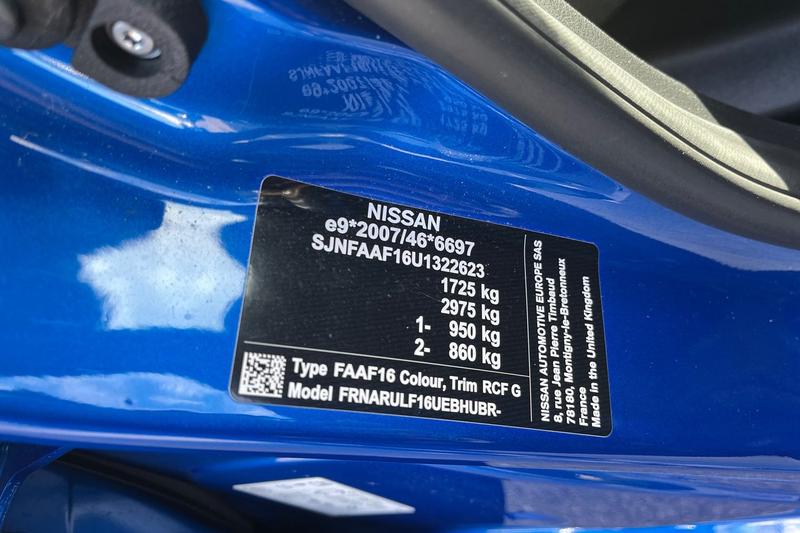 NISSAN
e9*2007/46*6697
SJNFAAF16U1322623
1725 kg
2975 kg
1- 950 kg
2- 860 kg
Type FAAF16 Colour, Trim RCF G
Model FRNARULF16UEBHUBR-
NISSAN AUTOMOTIVE EUROPE SAS
8, rue Jean Pierre Timbaud
78180, Montigny-le-Bretonneux
France
Made in the United Kingdom